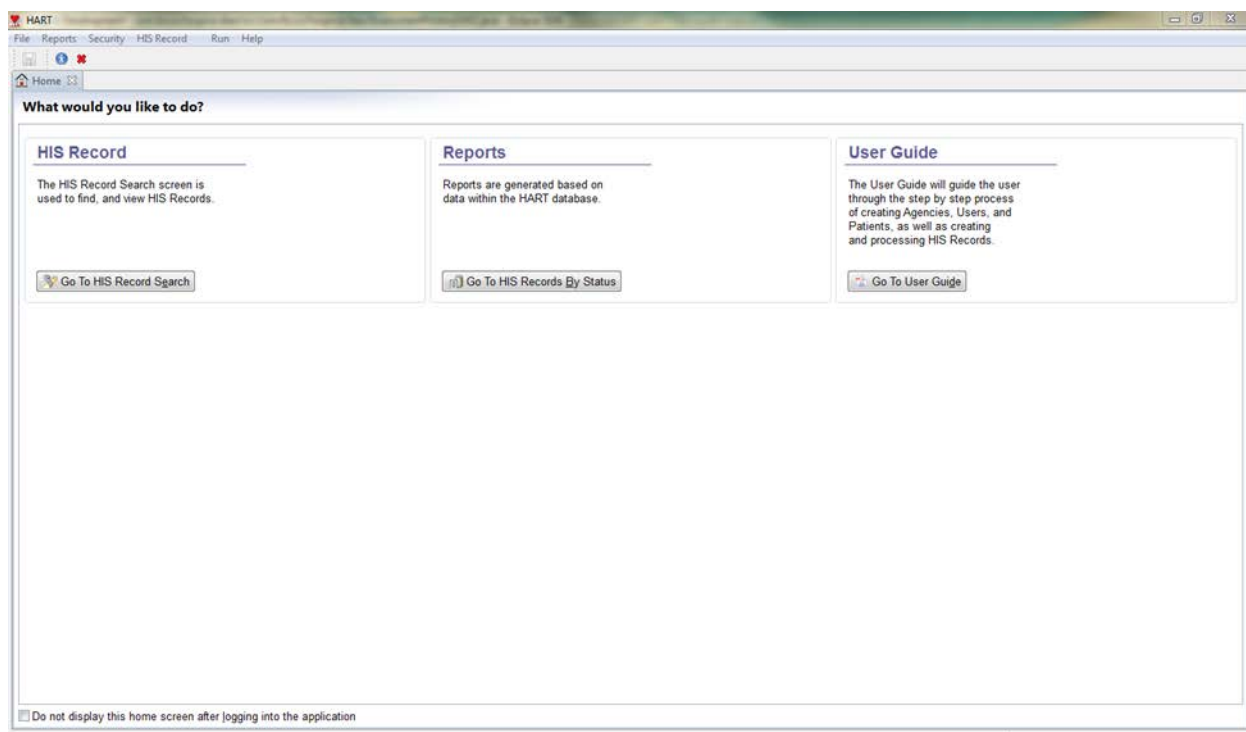 HART
File Reports Security HIS Record Run Help
Home
What would you like to do?
HIS Record
The HIS Record Search screen is
used to find, and view HIS Records.
Go To HIS Record Search
Reports
Reports are generated based on
data within the HART database.
Go To HIS Records By Status
User Guide
The User Guide will guide the user
through the step by step process
of creating Agencies, Users, and
Patients, as well as creating
and processing HIS Records.
Go To User Guide
Do not display this home screen after logging into the application